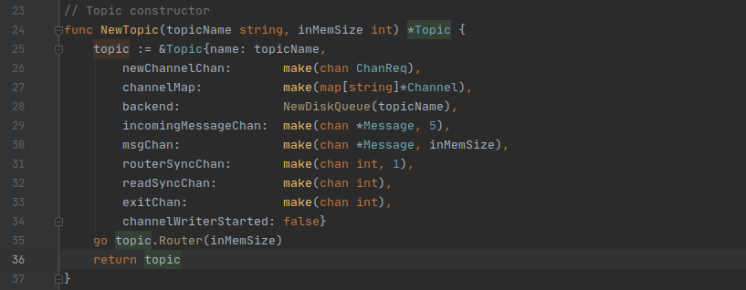 23 // Topic constructor
24 func NewTopic(topicName string, inMemSize int) *Topic {
25     topic := &Topic{name: topicName,
26         newChannelChan:       make(chan ChanReq),
27         channelMap:           make(map[string]*Channel),
28         backend:              NewDiskQueue(topicName),
29         incomingMessageChan:  make(chan *Message, 5),
30         msgChan:              make(chan *Message, inMemSize),
31         routerSyncChan:       make(chan int, 1),
32         readSyncChan:         make(chan int),
33         exitChan:             make(chan int),
34         channelWriterStarted: false}
35     go topic.Router(inMemSize)
36     return topic
37 }